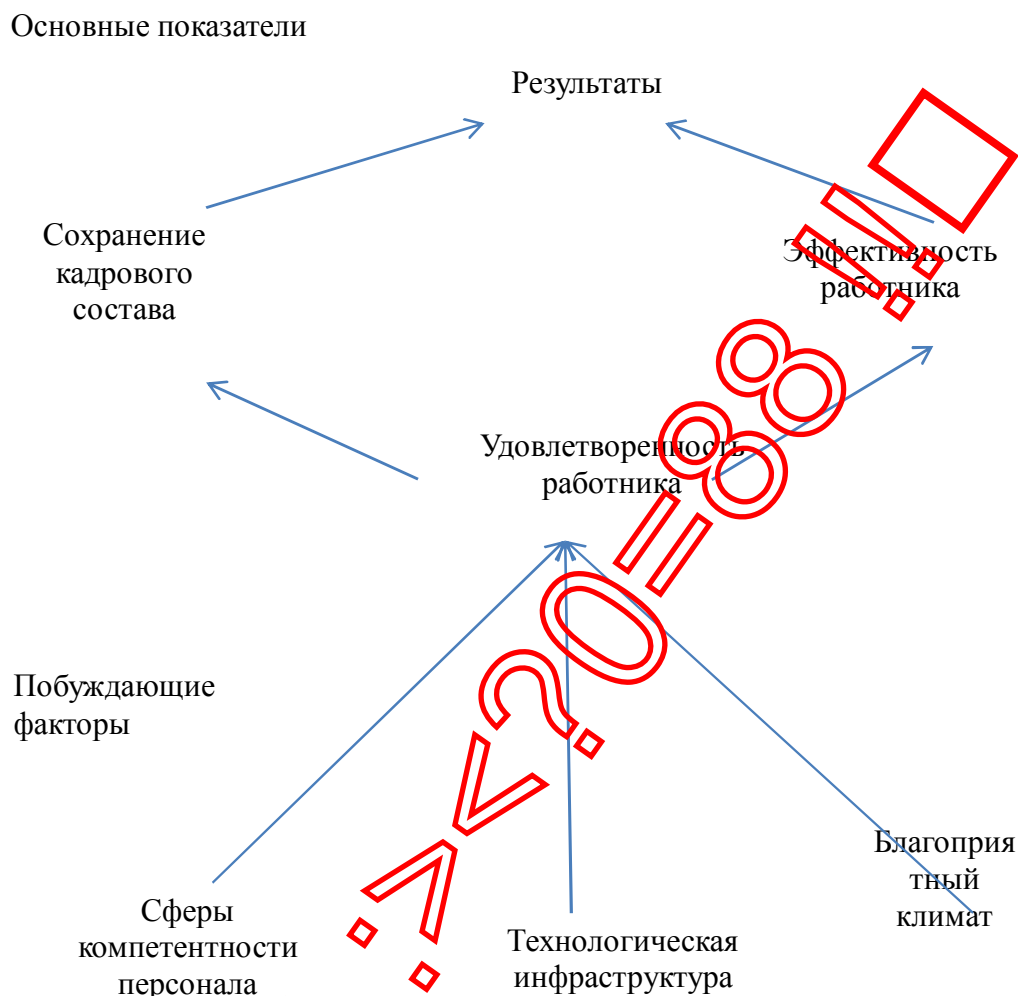 Основные показатели
Результаты
Сохранение
кадрового
состава
Эффективность
работника
Удовлетворенность
работника
Побуждающие
факторы
Благоприя
тный
климат
Сферы
компетентности
персонала
Технологическая
инфраструктура